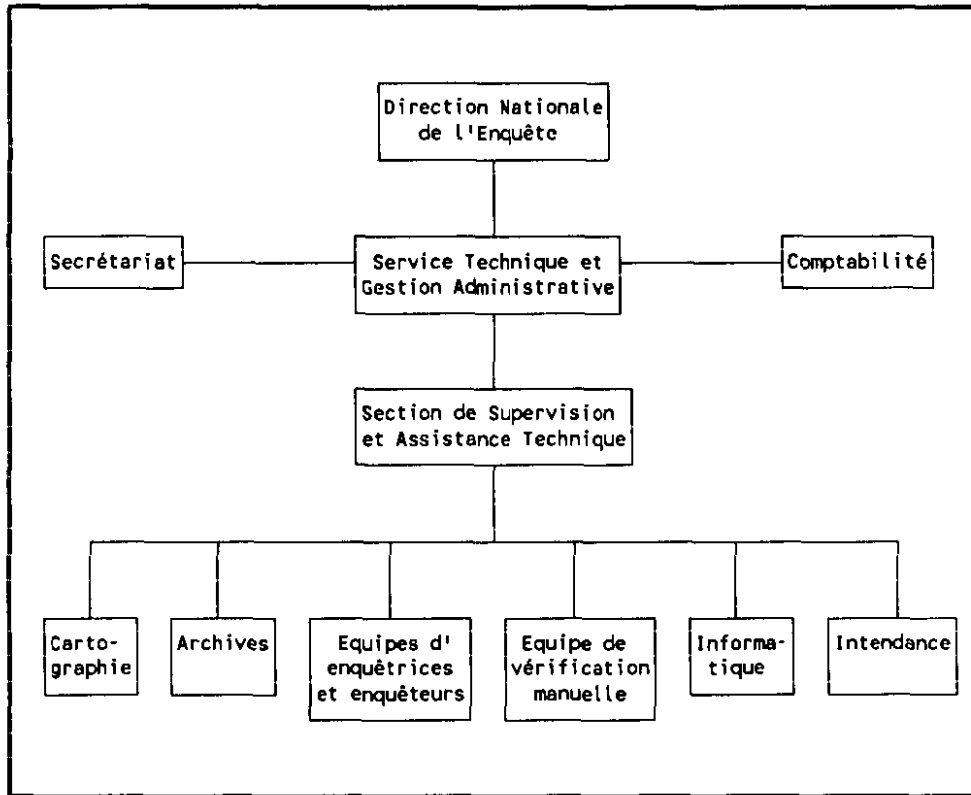 Direction Nationale
de l'Enquête
Secrétariat
Service Technique et
Gestion Administrative
Comptabilité
Section de Supervision
et Assistance Technique
Carto-
graphie
Archives
Equipes d'
enquêtrices
et enquêteurs
Equipe de
vérification
manuelle
Informa-
tique
Intendance